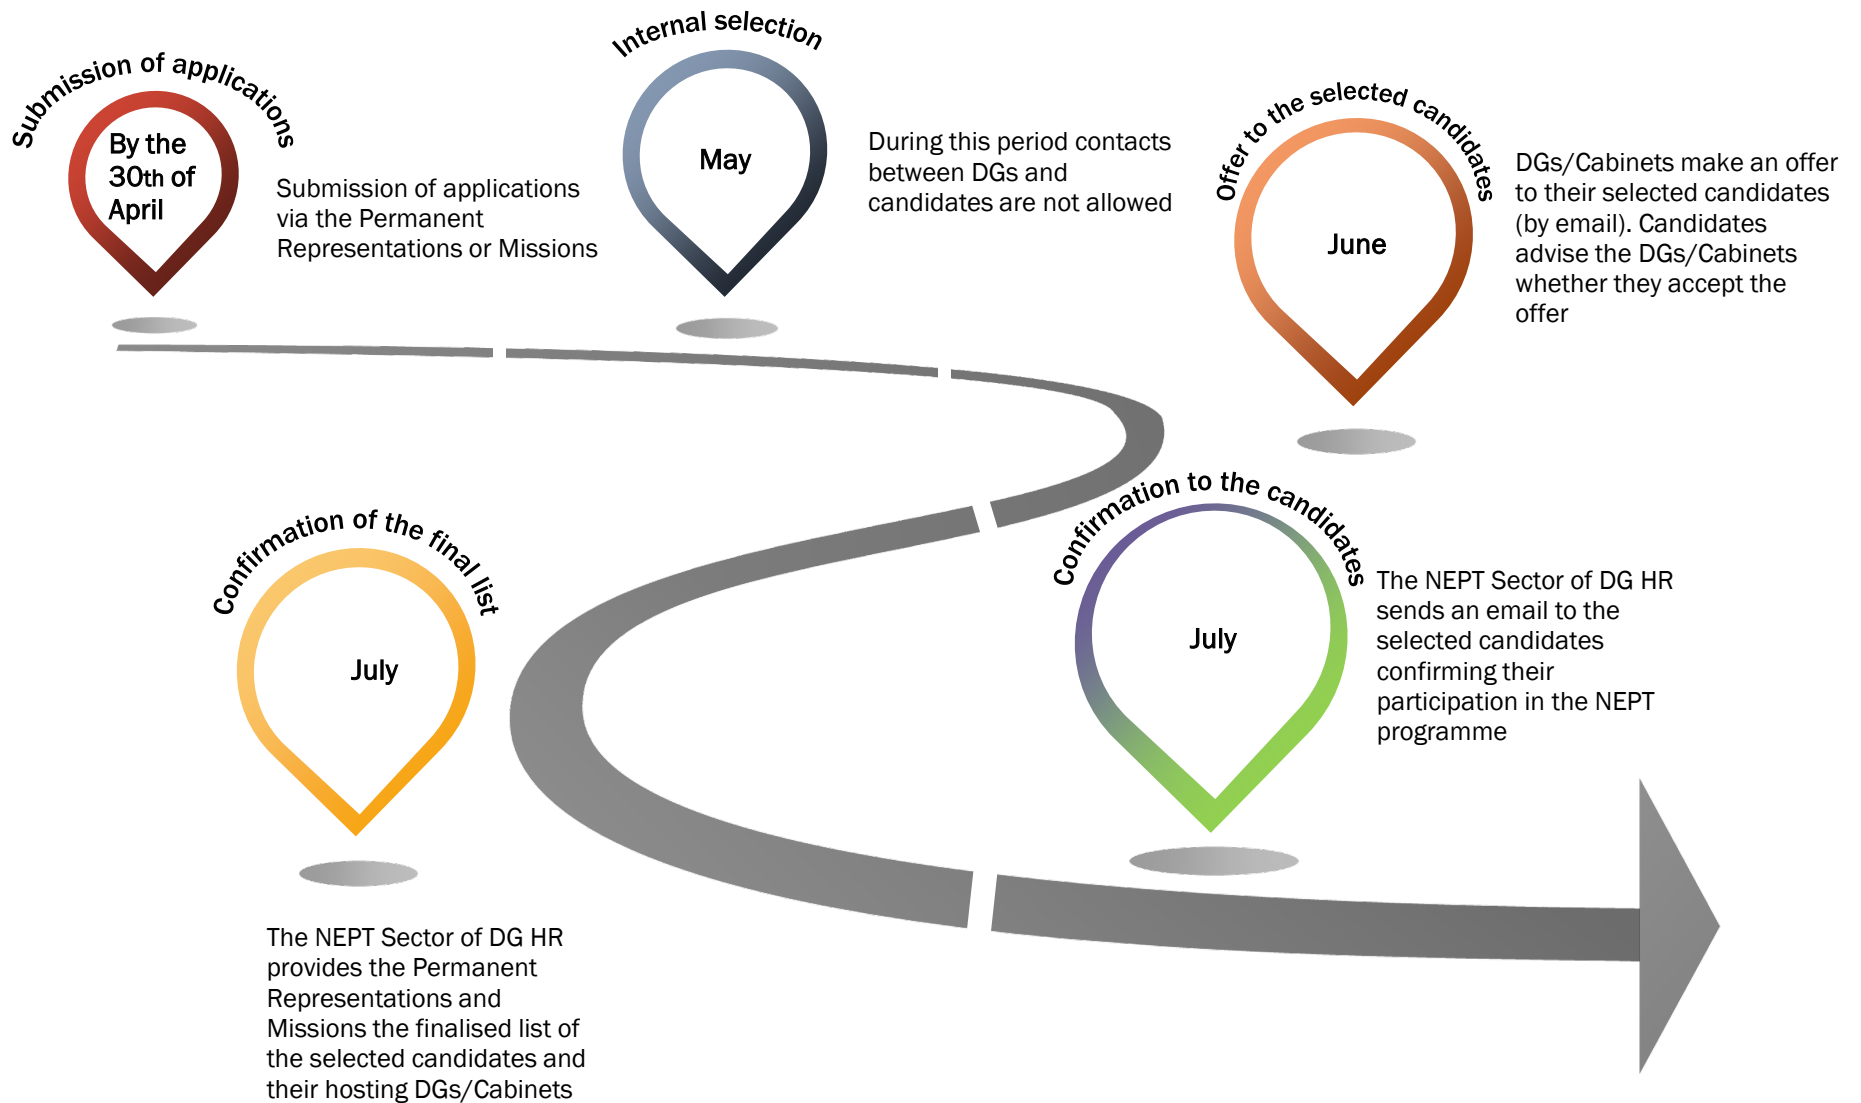 Submission of applications
By the
30th of
April
Submission of applications
via the Permanent
Representations or Missions
Internal selection
May
During this period contacts
between DGs and
candidates are not allowed
Offer to the selected candidates
June
DGs/Cabinets make an offer
to their selected candidates
(by email). Candidates
advise the DGs/Cabinets
whether they accept the
offer
Confirmation of the final list
July
The NEPT Sector of DG HR
provides the Permanent
Representations and
Missions the finalised list of
the selected candidates and
their hosting DGs/Cabinets
Confirmation to the candidates
July
The NEPT Sector of DG HR
sends an email to the
selected candidates
confirming their
participation in the NEPT
programme